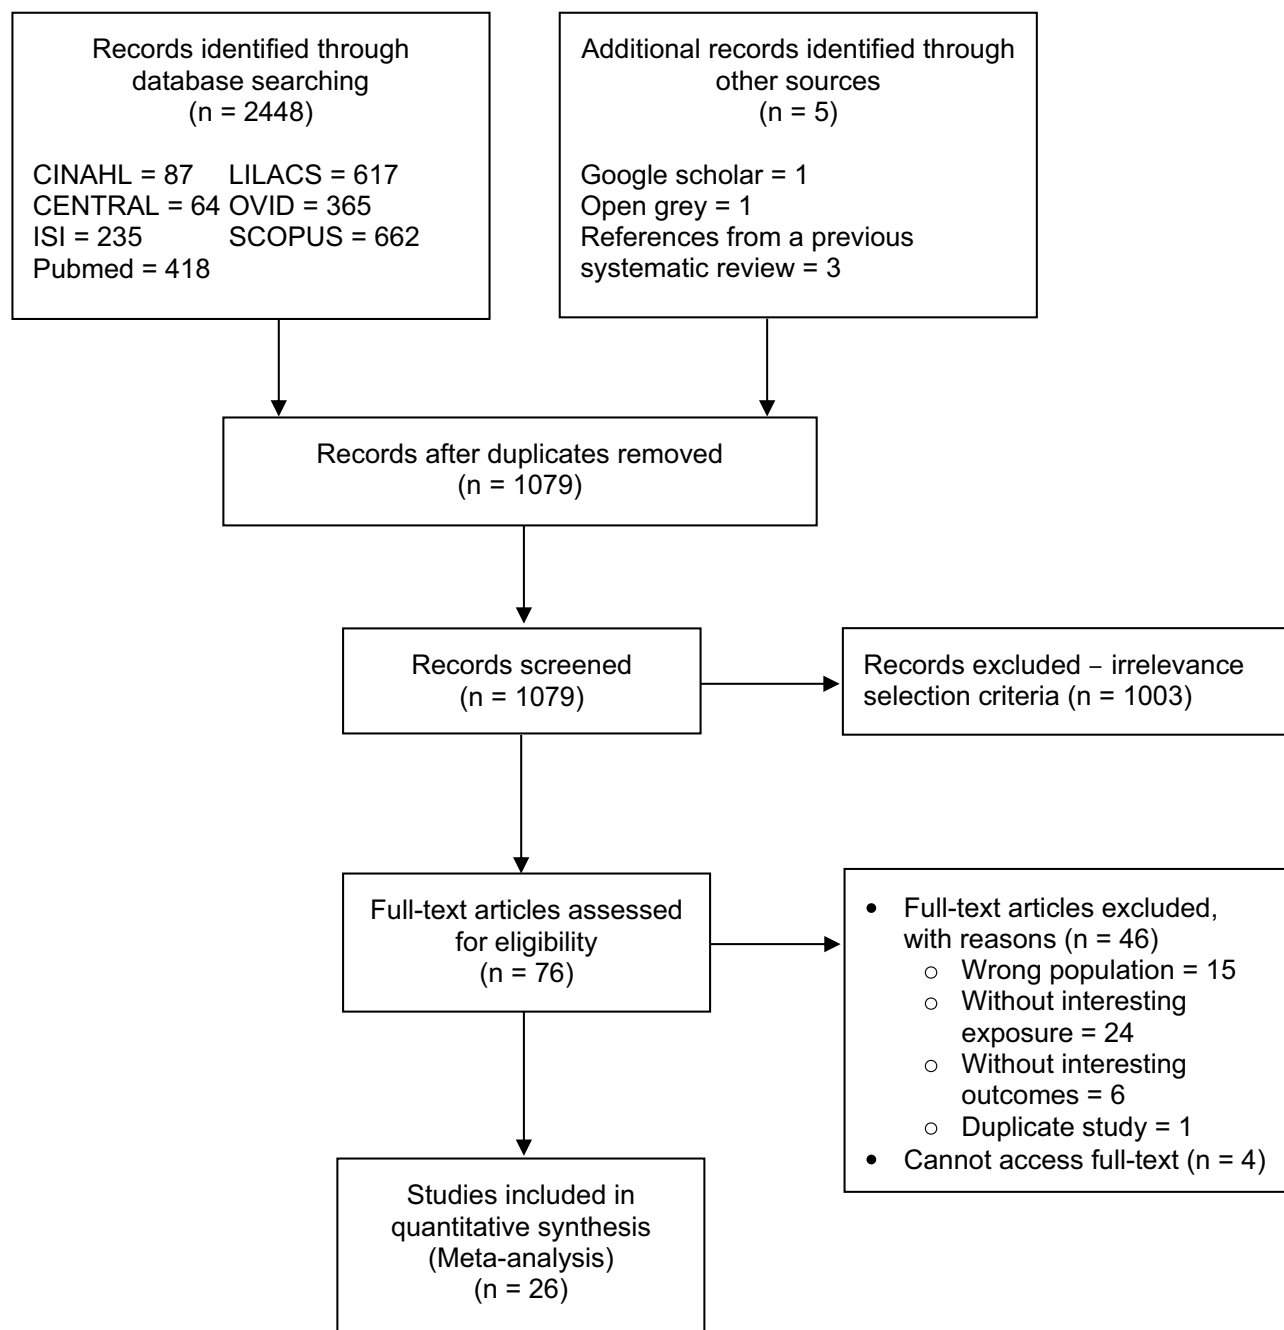 Records identified through
database searching
(n = 2448)
CINAHL = 87 LILACS = 617
CENTRAL = 64 OVID = 365
ISI = 235 SCOPUS = 662
Pubmed = 418
Additional records identified through
other sources
(n = 5)
Google scholar = 1
Open grey = 1
References from a previous
systematic review = 3
Records after duplicates removed
(n = 1079)
Records screened
(n = 1079)
Records excluded – irrelevance
selection criteria (n = 1003)
Full-text articles assessed
for eligibility
(n = 76)
• Full-text articles excluded,
with reasons (n = 46)
○ Wrong population = 15
○ Without interesting
exposure = 24
○ Without interesting
outcomes = 6
○ Duplicate study = 1
• Cannot access full-text (n = 4)
Studies included in
quantitative synthesis
(Meta-analysis)
(n = 26)